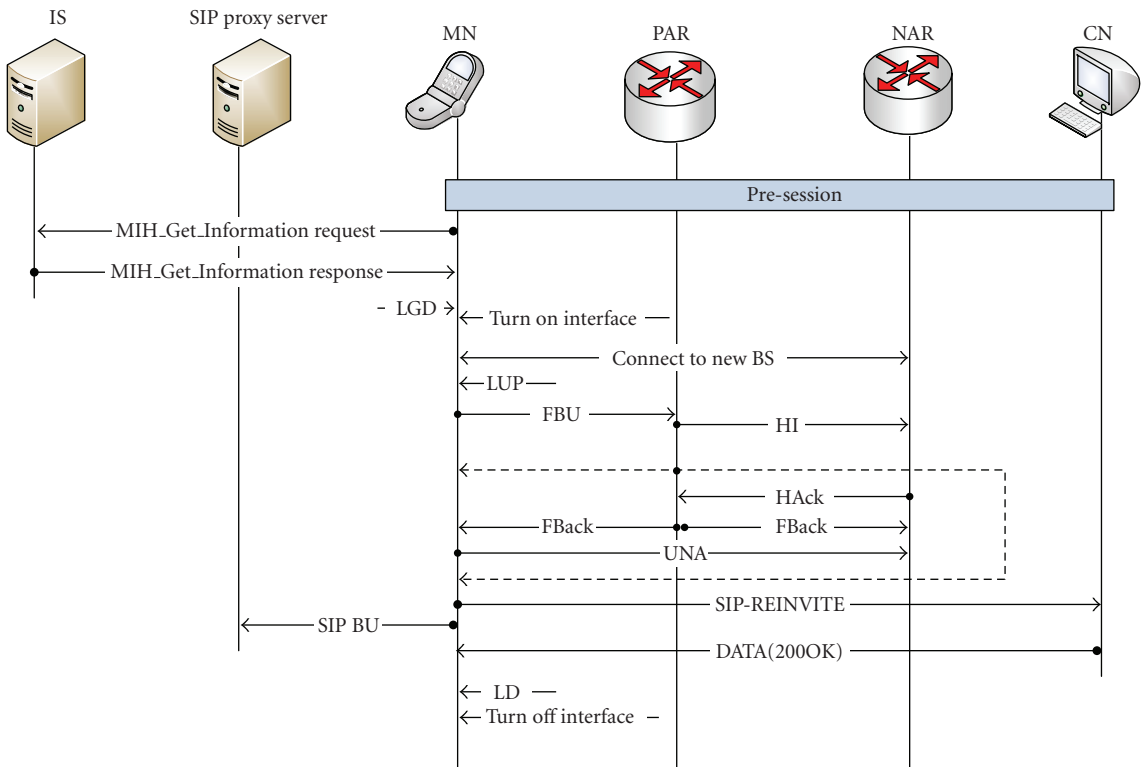 IS
SIP proxy server
MN
PAR
NAR
CN
Pre-session
MIH_Get_Information request
MIH_Get_Information response
LGD
Turn on interface
Connect to new BS
LUP
FBU
HI
HAck
FBack
FBack
UNA
SIP-REINVITE
SIP BU
DATA(200OK)
LD
Turn off interface